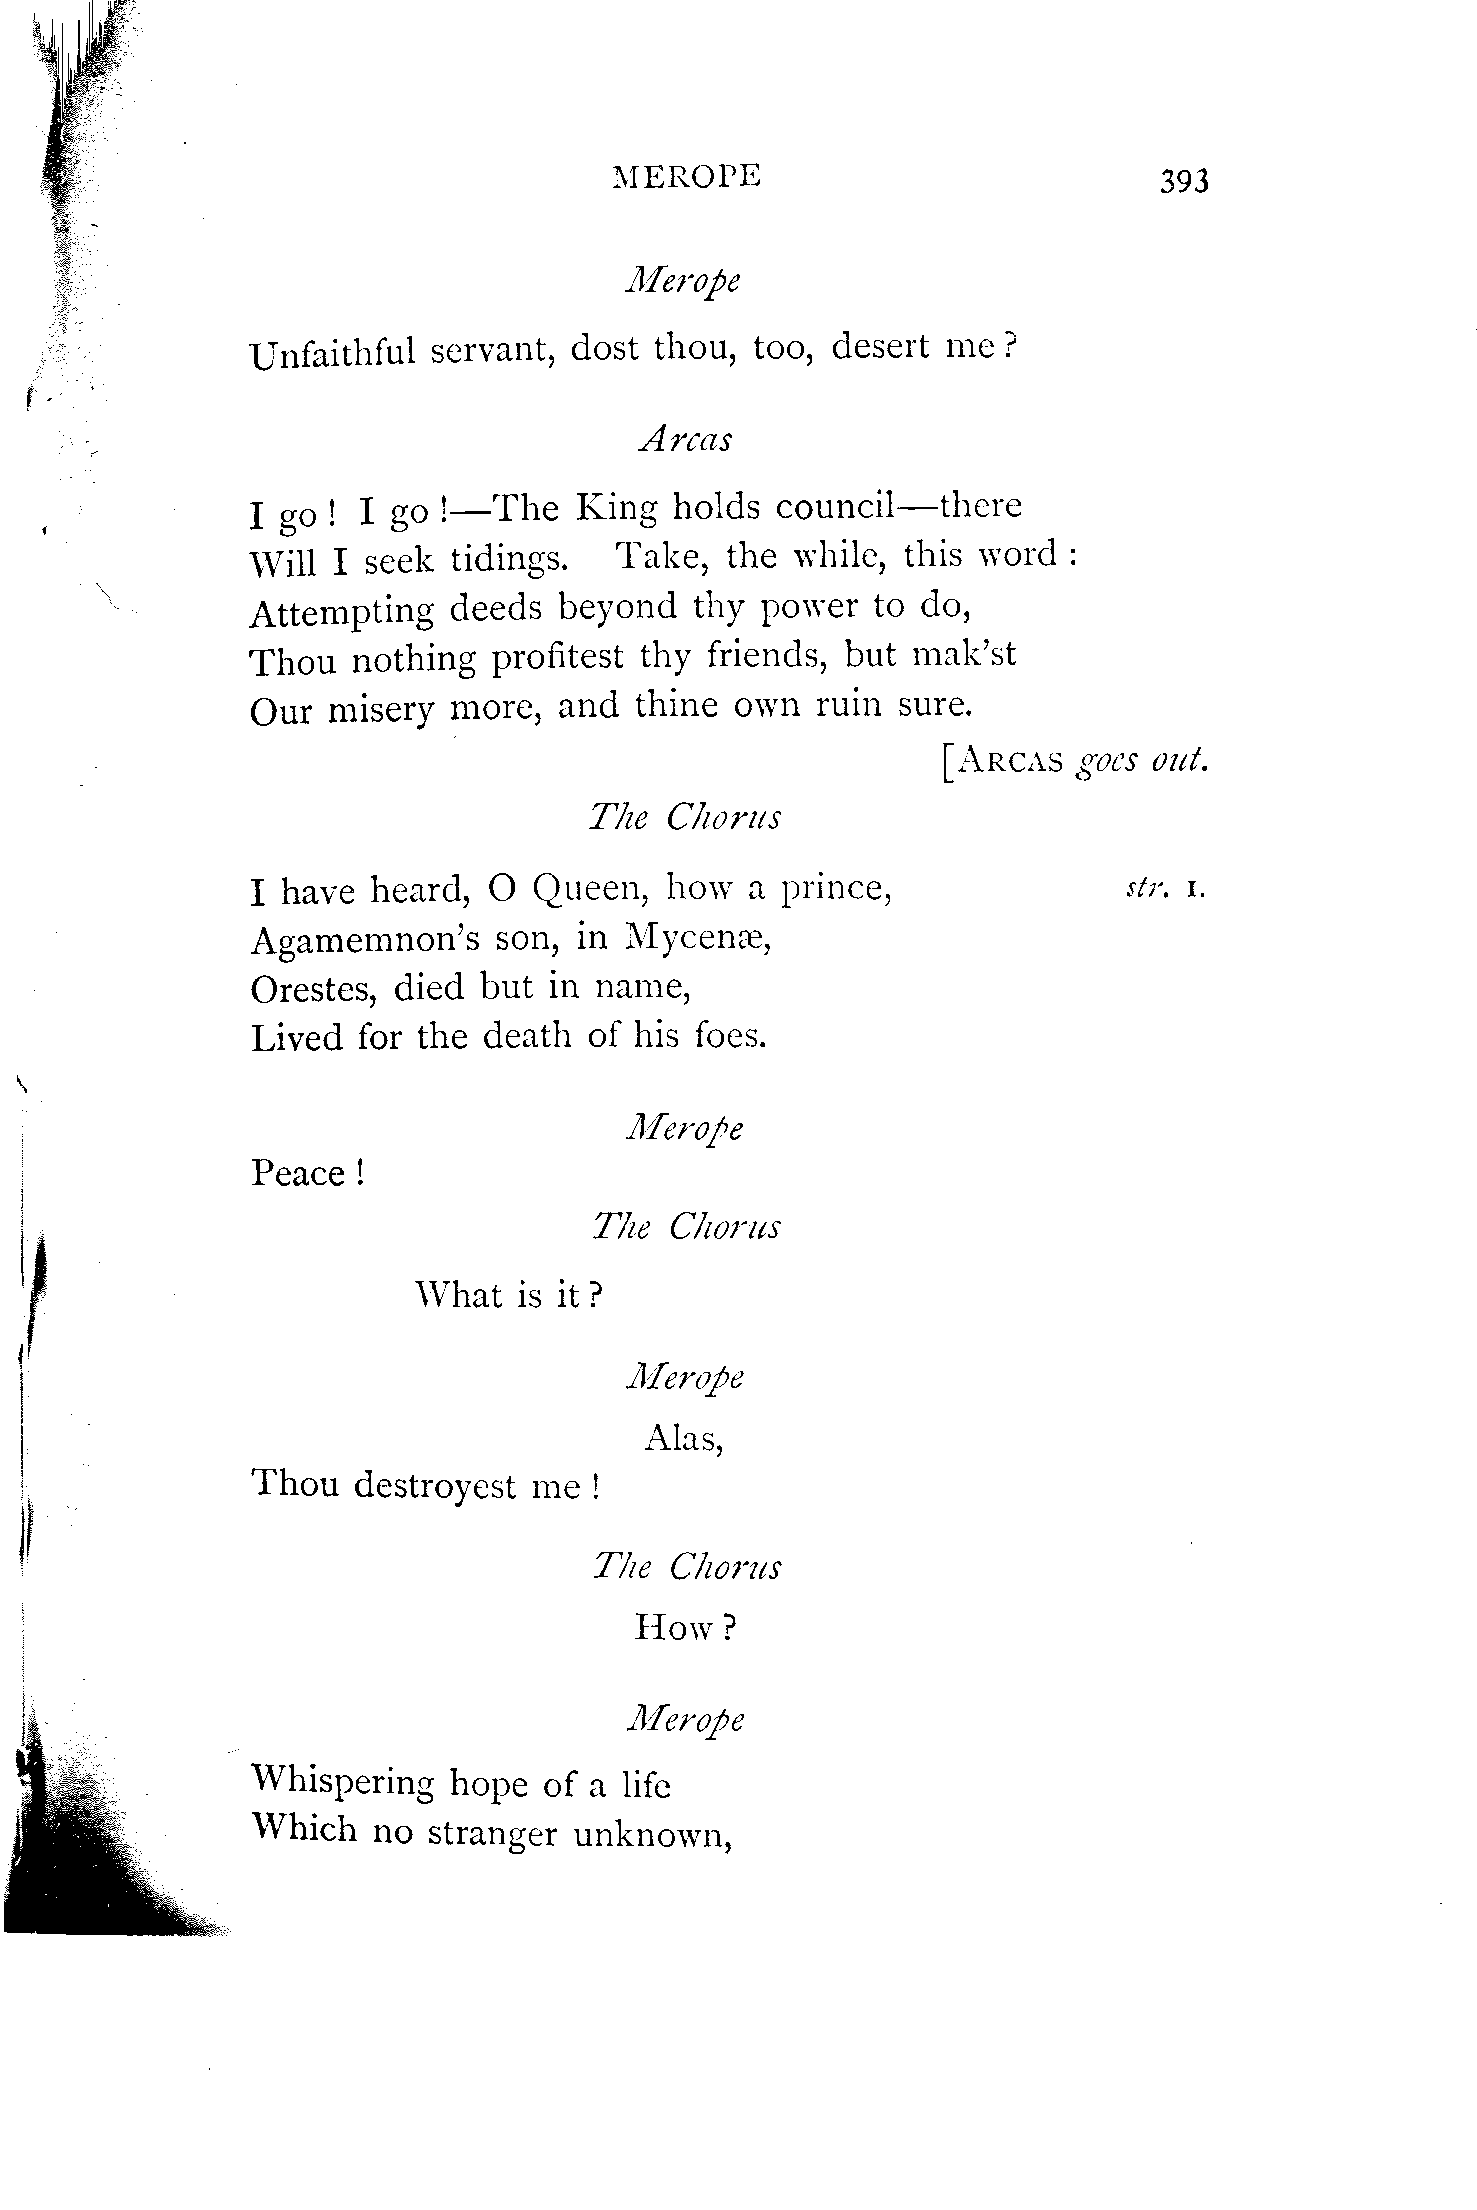 MEROPE 393
Merope
Unfaithful servant, dost thou, too, desert me?
Arcas
I go! I go!—The King holds council—there
Will I seek tidings. Take, the while, this word:
Attempting deeds beyond thy power to do,
Thou nothing profitest thy friends, but mak'st
Our misery more, and thine own ruin sure.
[ARCAS goes out.
The Chorus
I have heard, O Queen, how a prince, str. 1.
Agamemnon's son, in Mycenæ,
Orestes, died but in name,
Lived for the death of his foes.
Merope
Peace!
The Chorus
What is it?
Merope
Alas,
Thou destroyest me!
The Chorus
How?
Merope
Whispering hope of a life
Which no stranger unknown,